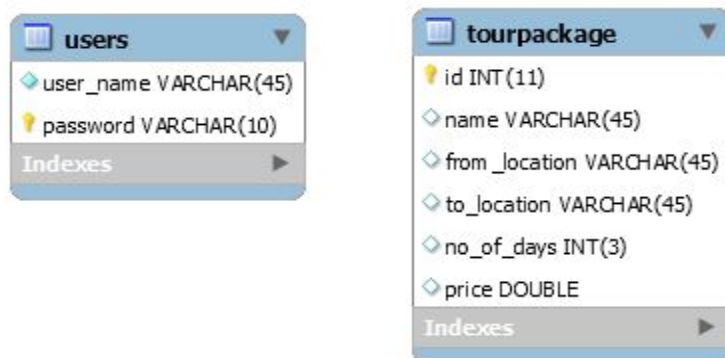 users
user_name VARCHAR(45)
password VARCHAR(10)
Indexes
tourpackage
id INT(11)
name VARCHAR(45)
from _location VARCHAR(45)
to_location VARCHAR(45)
no_of_days INT(3)
price DOUBLE
Indexes